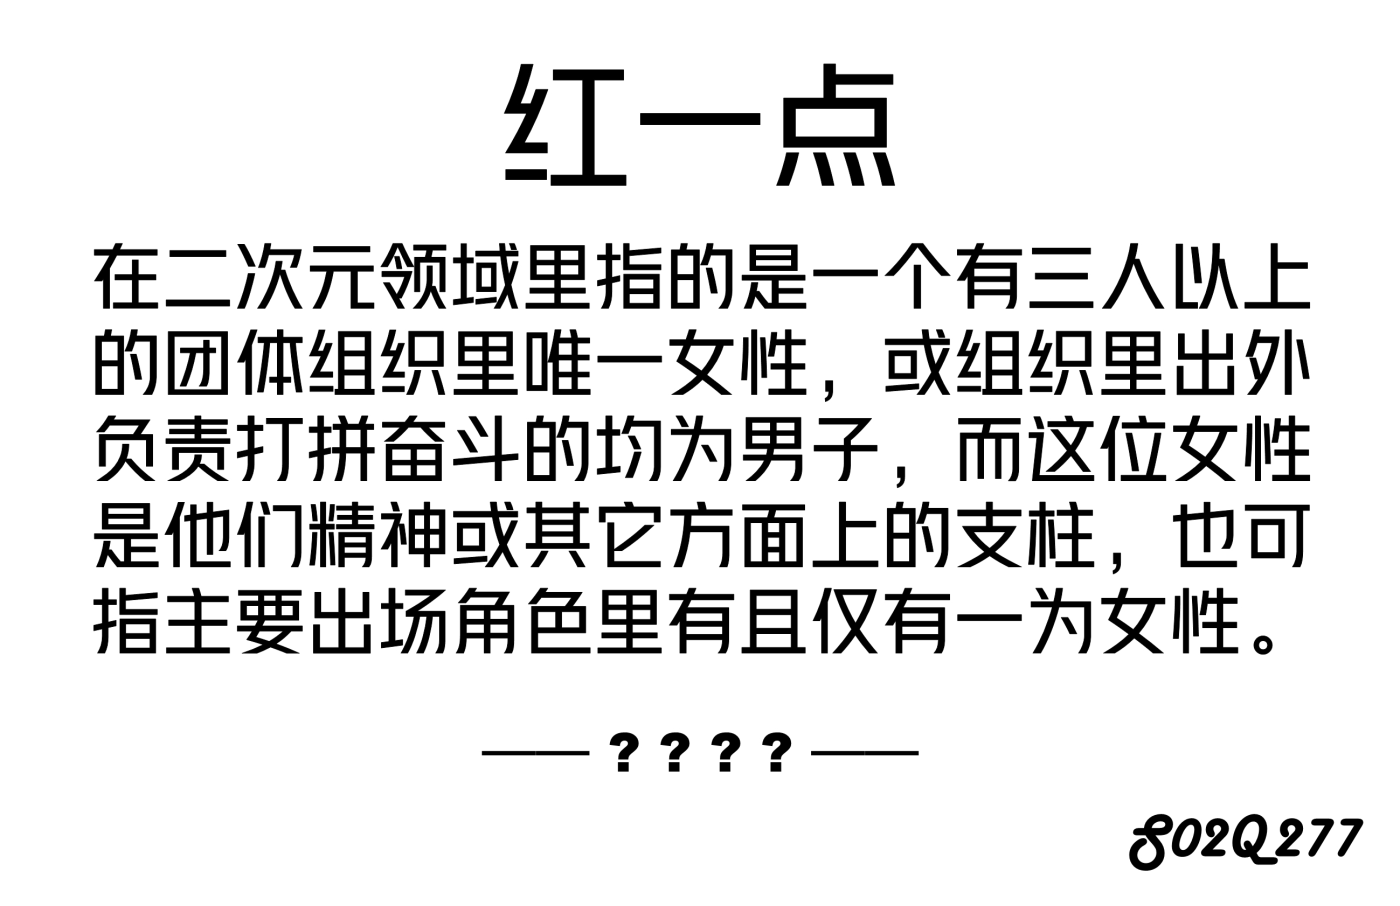 红一点
在二次元领域里指的是一个有三人以上
的团体组织里唯一女性，或组织里出外
负责打拼奋斗的均为男子，而这位女性
是他们精神或其它方面上的支柱，也可
指主要出场角色里有且仅有一为女性。
——？？？？——
S02Q277